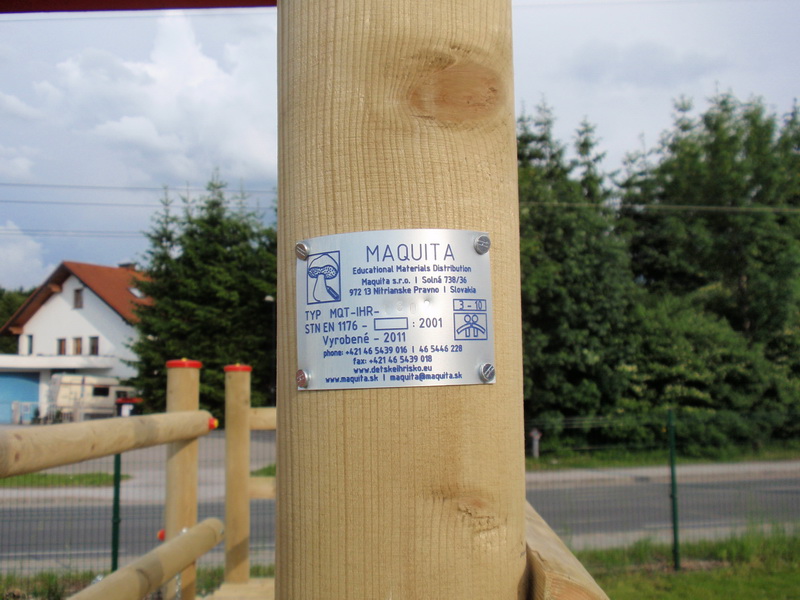 MAQUITA
Educational Materials Distribution
Maquita s.r.o. | Solná 738/36
972 13 Nitrianske Pravno | Slovakia
TYP MQT-IHR-
3 - 10
STN EN 1176 - : 2001
Vyrobené - 2011
phone: +421 46 5439 016 | 46 5446 228
fax: +421 46 5439 018
www.detskeihrisko.eu
www.maquita.sk | maquita@maquita.sk